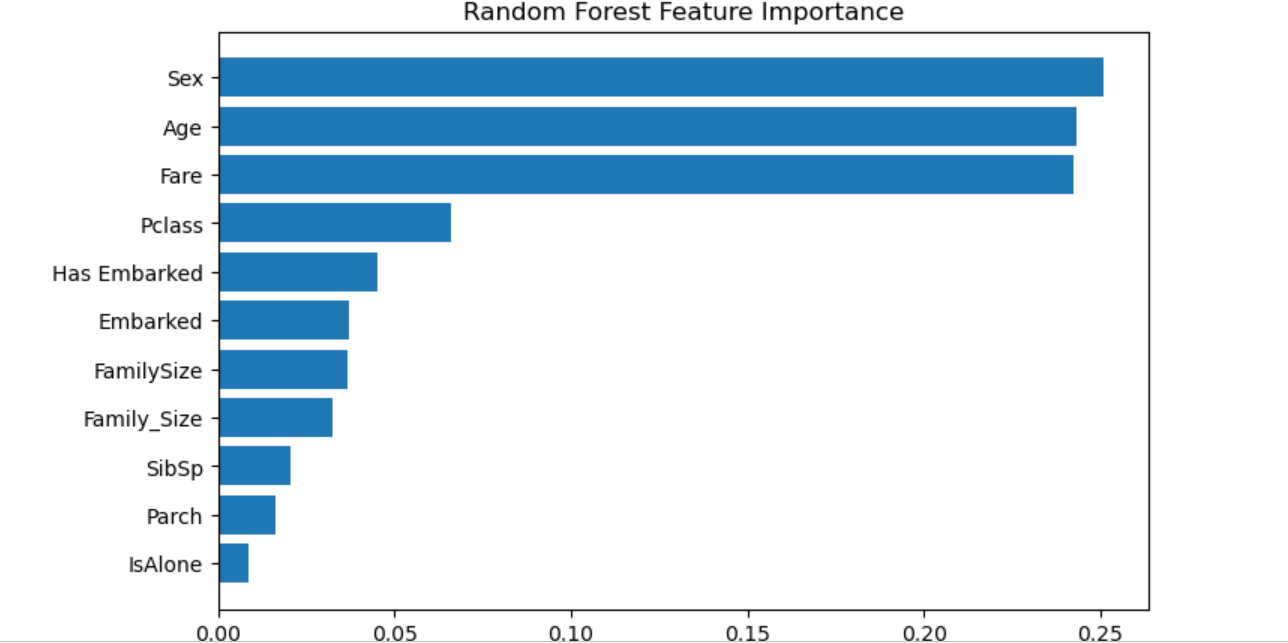 Random Forest Feature Importance
Sex
Age
Fare
Pclass
Has Embarked
Embarked
FamilySize
Family_Size
SibSp
Parch
IsAlone
0.00 0.05 0.10 0.15 0.20 0.25